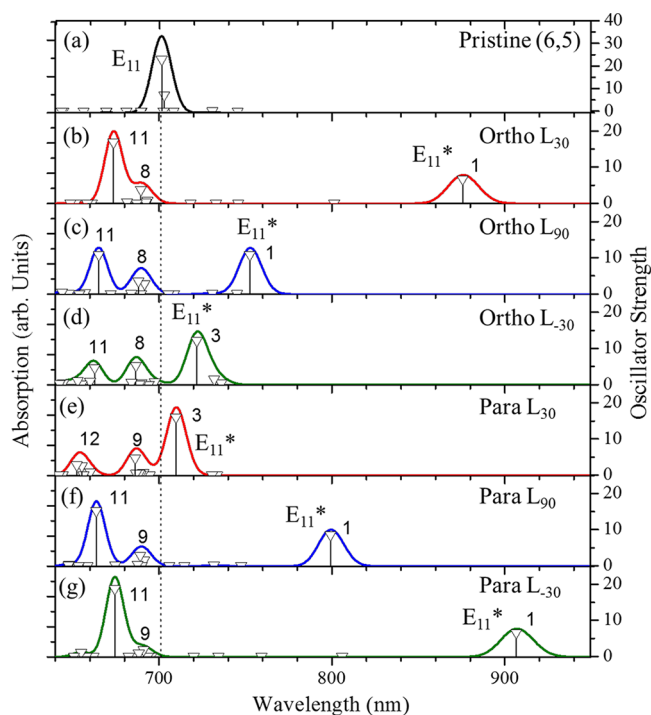 (a) E11 Pristine (6,5) 40
30
20
10
0
(b) 11 8 E11* 1 Ortho L30 20
10
0
(c) 11 8 E11* 1 Ortho L90 20
10
0
(d) 11 8 E11* 3 Ortho L-30 20
10
0
(e) 12 9 3 E11* Para L30 20
10
0
(f) 11 9 E11* 1 Para L90 20
10
0
(g) 11 9 E11* 1 Para L-30 20
10
0
700 800 900
Wavelength (nm)
Absorption (arb. Units)
Oscillator Strength